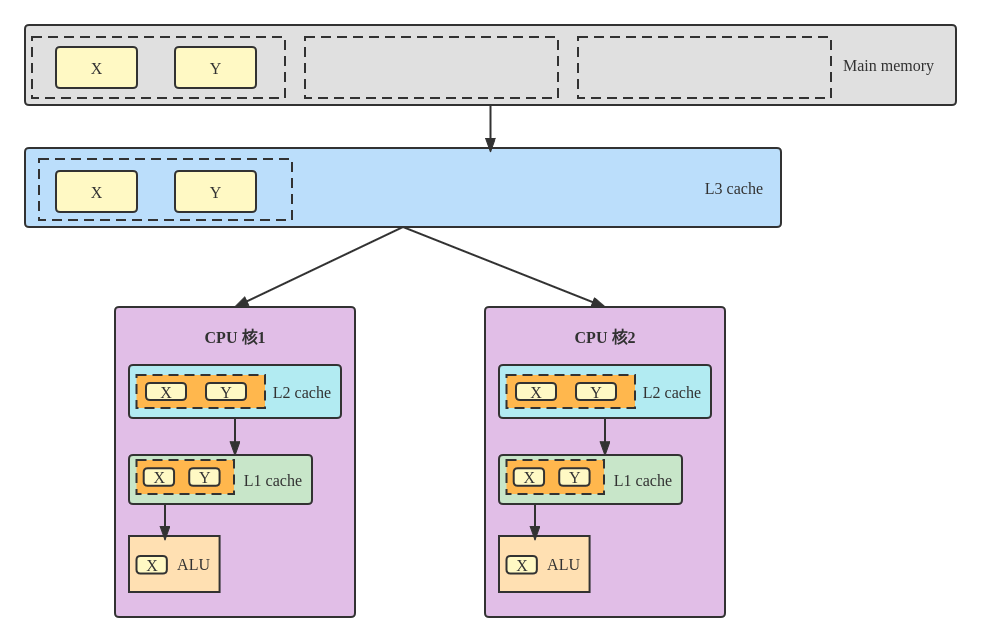 X Y Main memory
X Y L3 cache
CPU 核1
X Y L2 cache
X Y L1 cache
X ALU
CPU 核2
X Y L2 cache
X Y L1 cache
X ALU